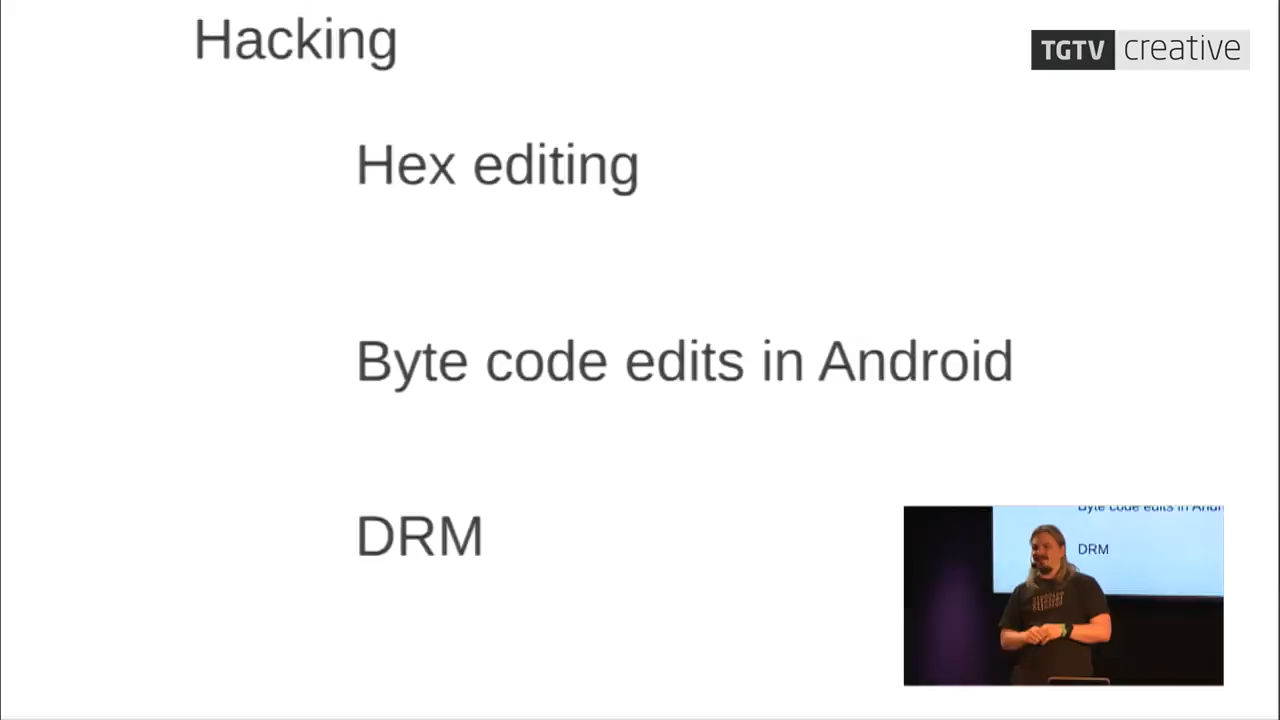 Hacking
TGTV creative
Hex editing
Byte code edits in Android
DRM
Byte code edits in Andr
DRM